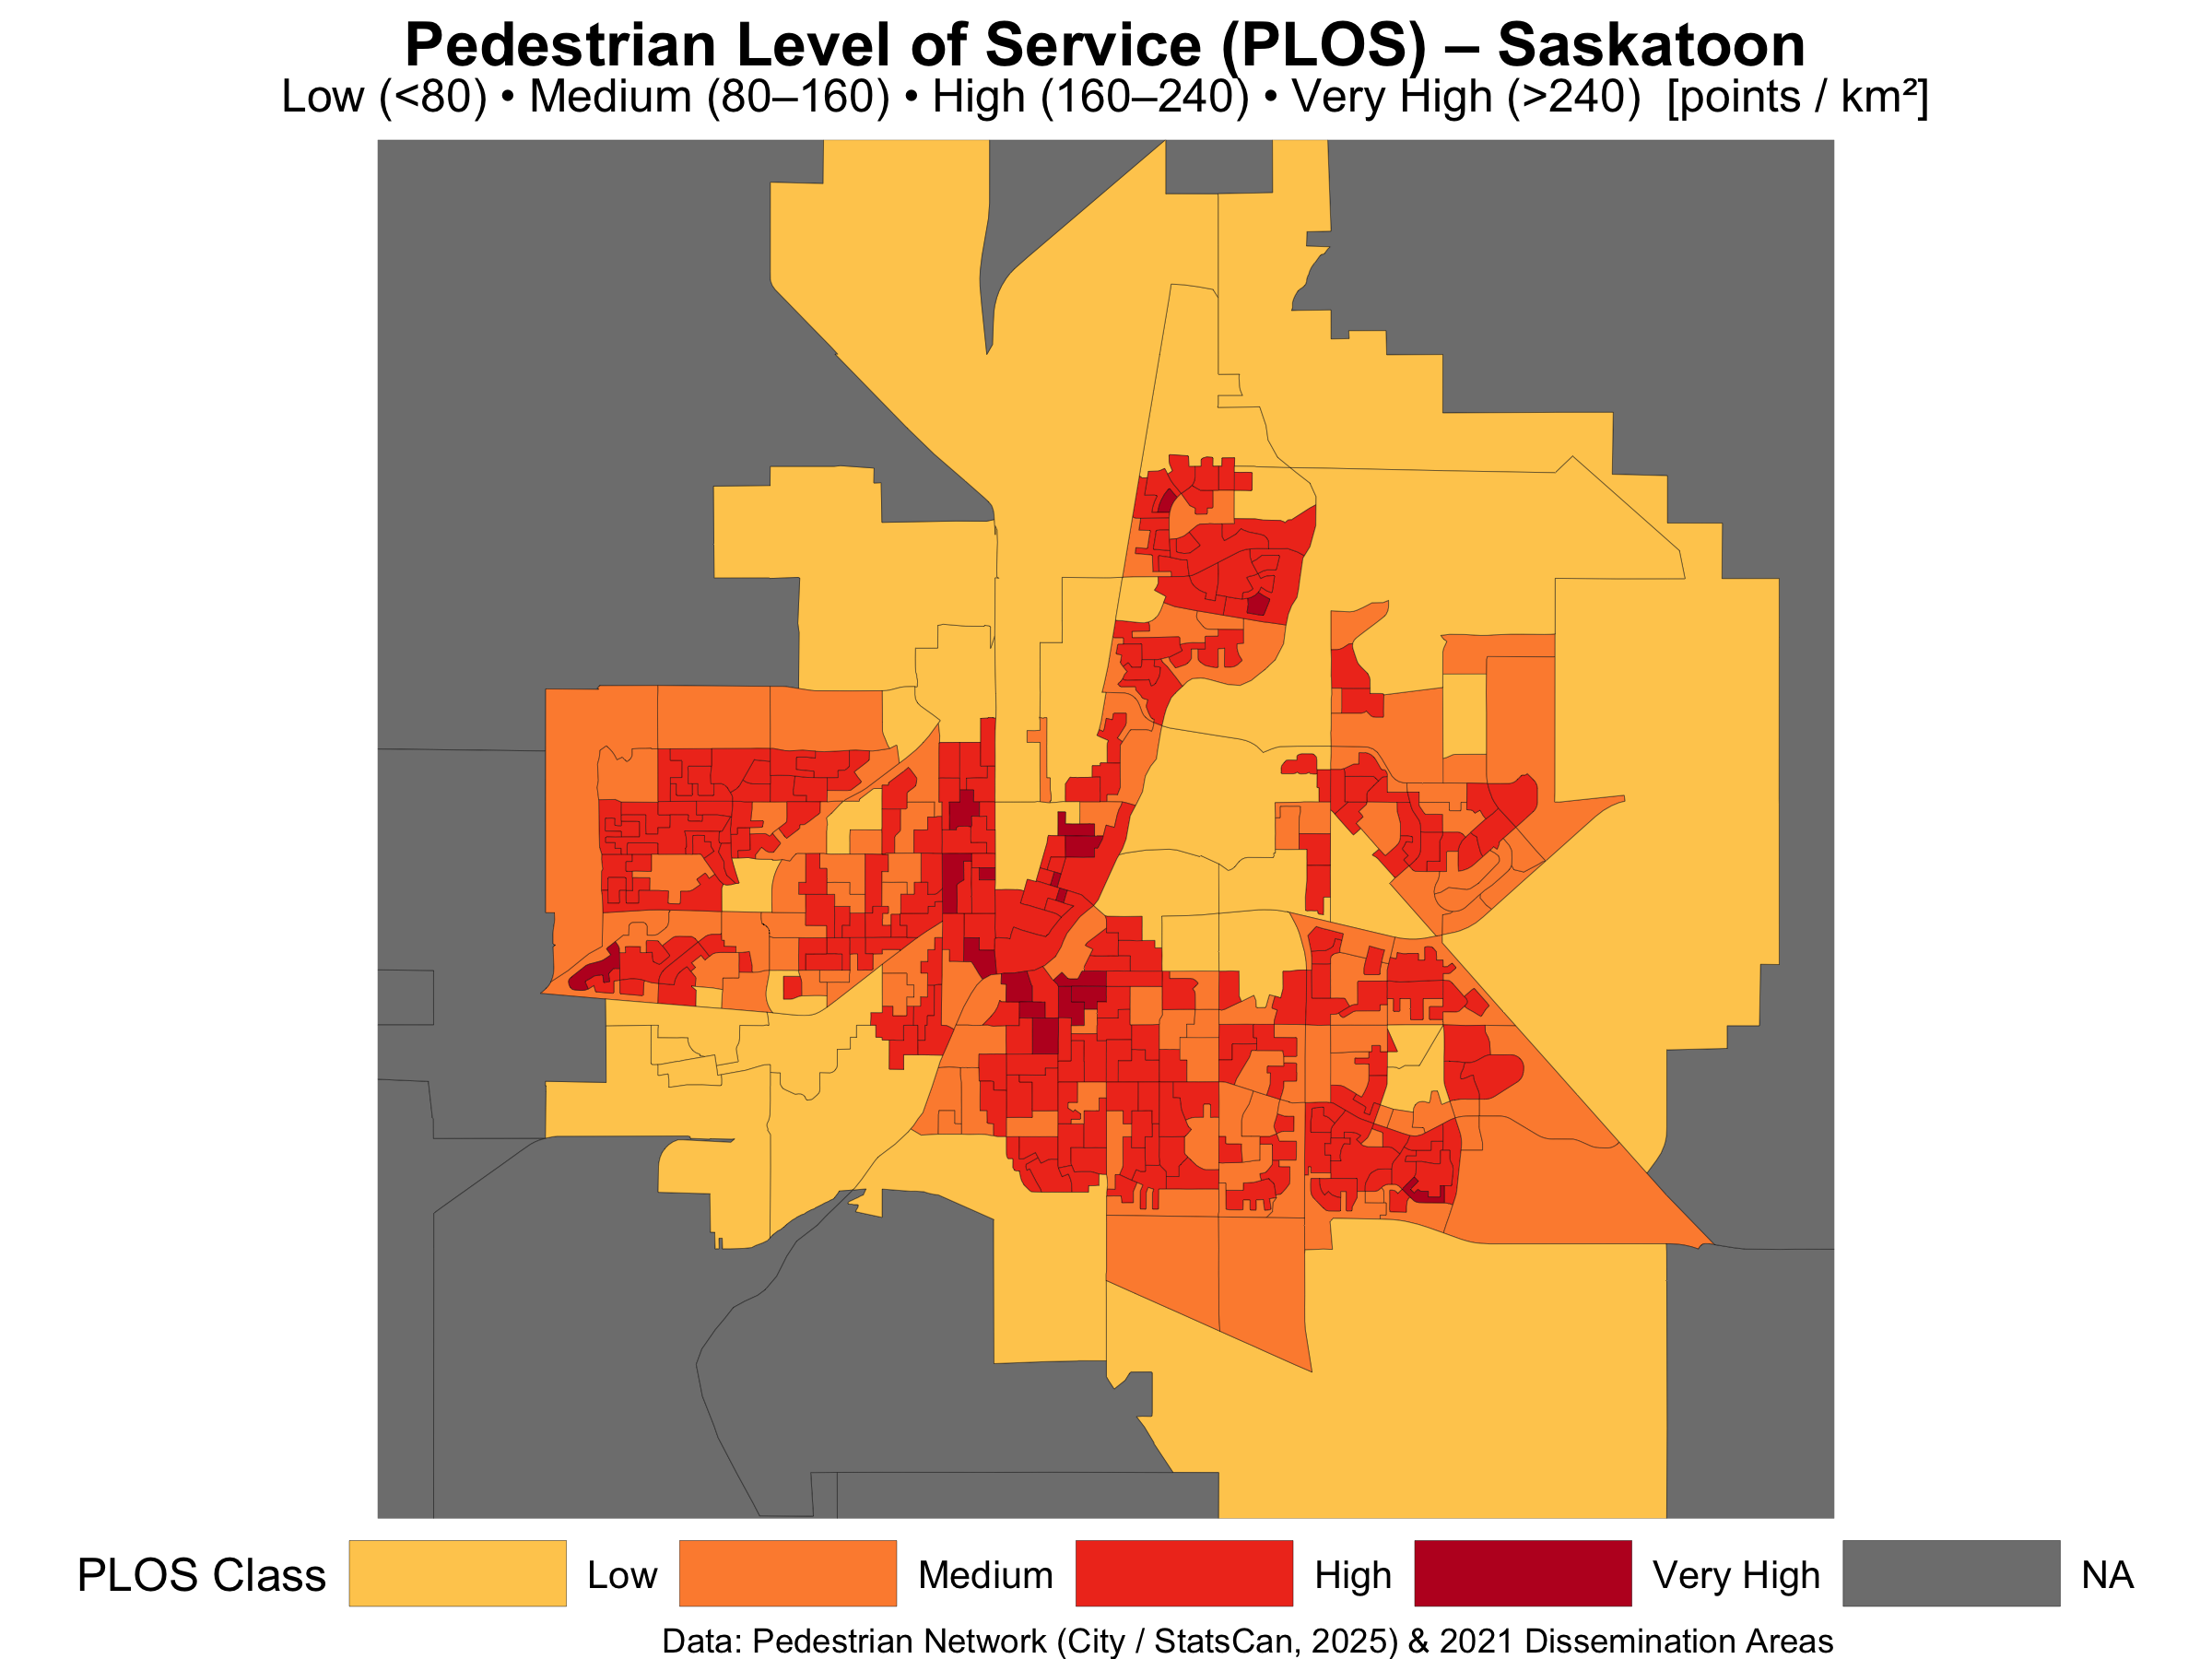 Pedestrian Level of Service (PLOS) – Saskatoon
Low (<80) • Medium (80–160) • High (160–240) • Very High (>240)  [points / km²]
PLOS Class Low Medium High Very High NA
Data: Pedestrian Network (City / StatsCan, 2025) & 2021 Dissemination Areas